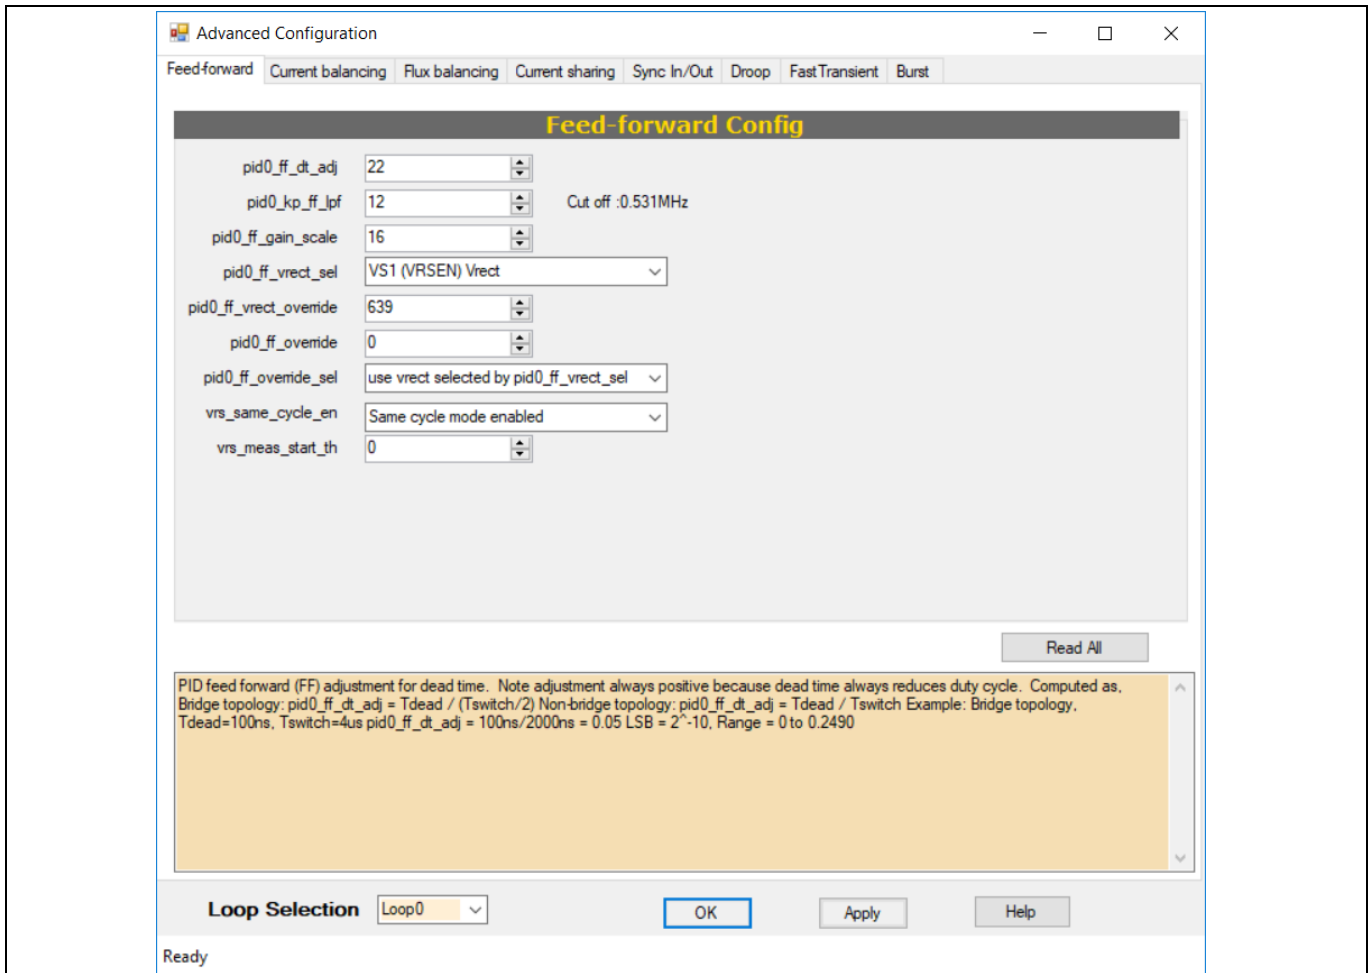 Advanced Configuration
Feed-forward Current balancing Flux balancing Current sharing Sync In/Out Droop Fast Transient Burst
Feed-forward Config
pid0_ff_dt_adj 22
pid0_kp_ff_lpf 12 Cut off :0.531MHz
pid0_ff_gain_scale 16
pid0_ff_vrect_sel VS1 (VRSEN) Vrect
pid0_ff_vrect_override 639
pid0_ff_override 0
pid0_ff_override_sel use vrect selected by pid0_ff_vrect_sel
vrs_same_cycle_en Same cycle mode enabled
vrs_meas_start_th 0
Read All
PID feed forward (FF) adjustment for dead time. Note adjustment always positive because dead time always reduces duty cycle. Computed as,
Bridge topology: pid0_ff_dt_adj = Tdead / (Tswitch/2) Non-bridge topology: pid0_ff_dt_adj = Tdead / Tswitch Example: Bridge topology,
Tdead=100ns, Tswitch=4us pid0_ff_dt_adj = 100ns/2000ns = 0.05 LSB = 2^-10, Range = 0 to 0.2490
Loop Selection Loop0 OK Apply Help
Ready